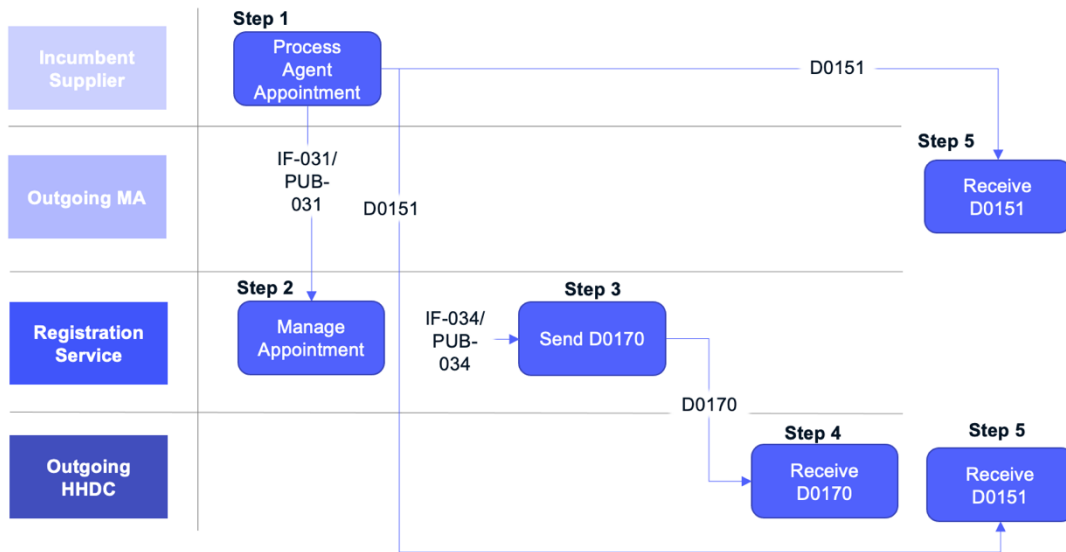 Step 1
Incumbent
Supplier
Process
Agent
Appointment
D0151
IF-031/
PUB-
031
Step 5
Outgoing MA
D0151
Receive
D0151
Step 2
Step 3
Registration
Service
Manage
Appointment
IF-034/
PUB-
034
Send D0170
D0170
Step 4
Step 5
Outgoing
HHDC
Receive
D0170
Receive
D0151